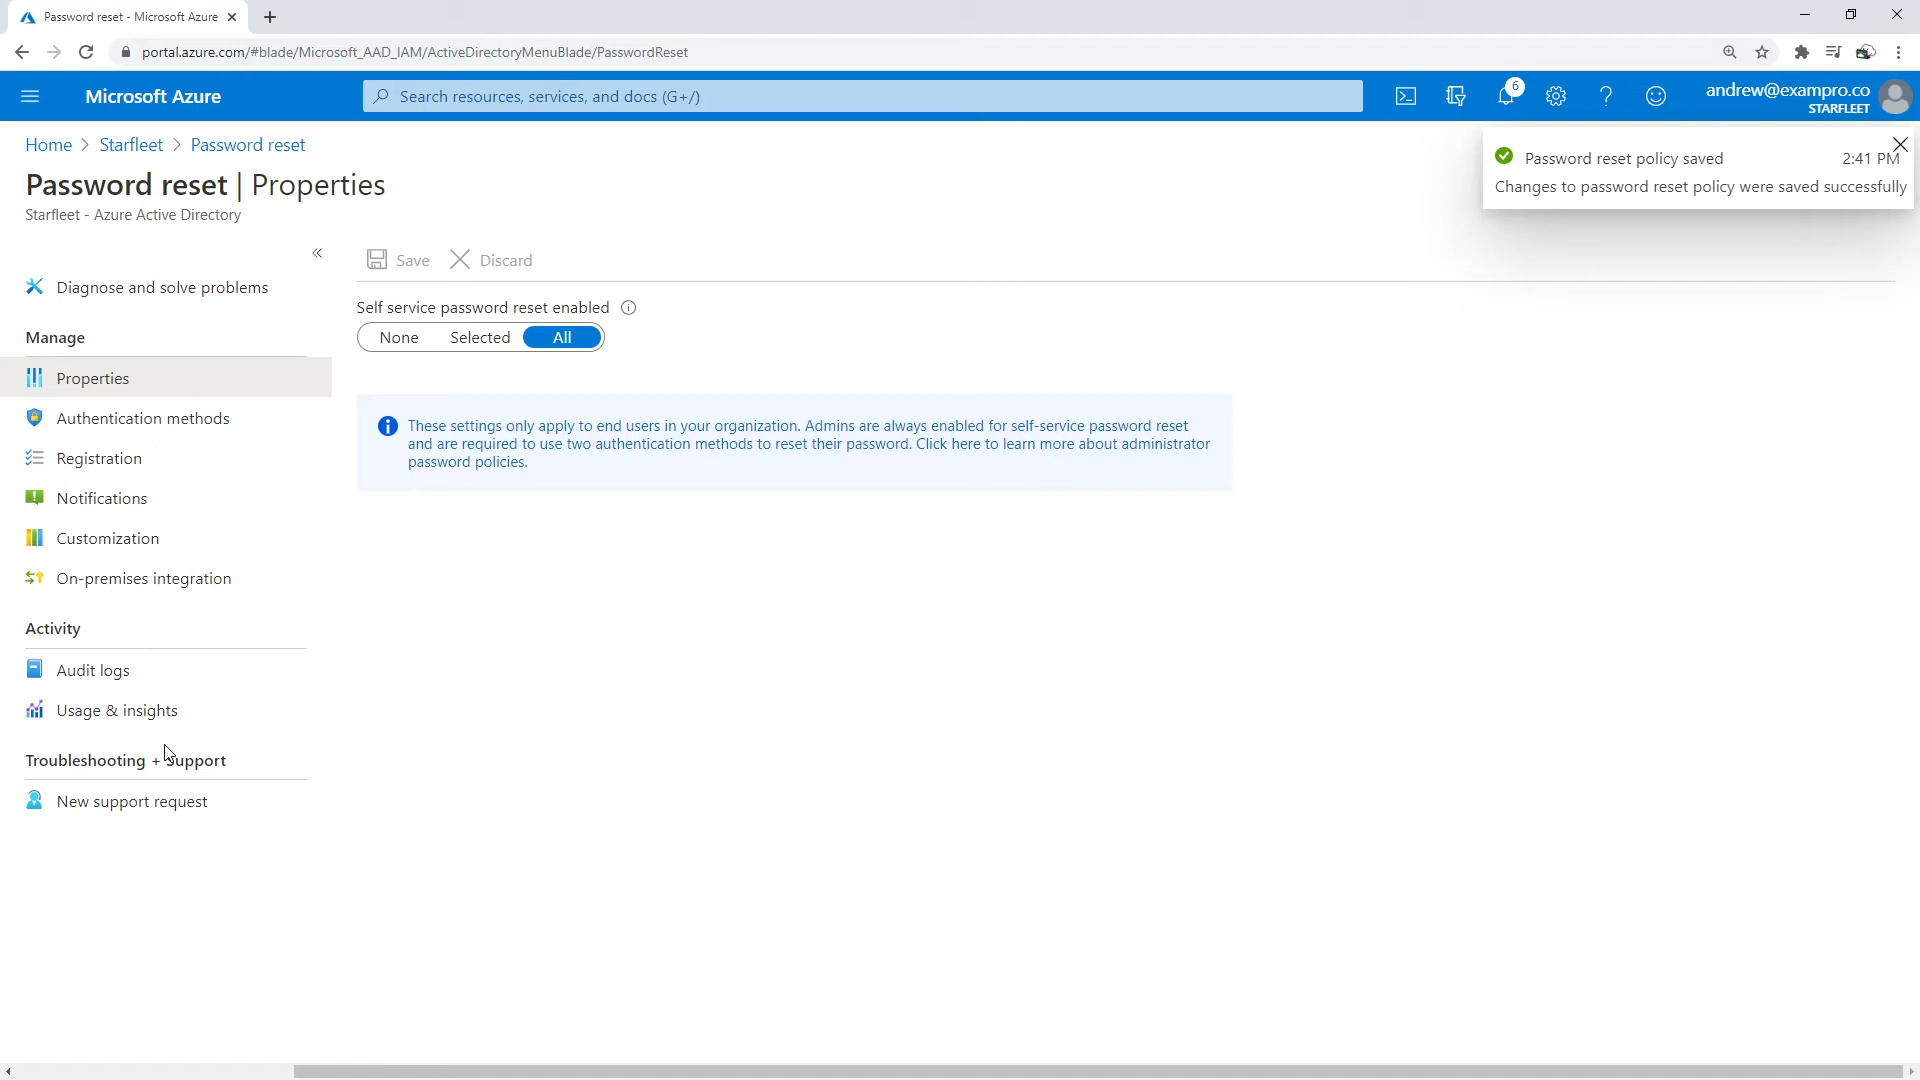 Password reset - Microsoft Azure
portal.azure.com/#blade/Microsoft_AAD_IAM/ActiveDirectoryMenuBlade/PasswordReset
Microsoft Azure
Search resources, services, and docs (G+/)
6
andrew@exampro.co
STARFLEET
Home > Starfleet > Password reset
Password reset | Properties
Starfleet - Azure Active Directory
Password reset policy saved 2:41 PM
Changes to password reset policy were saved successfully
Save Discard
Diagnose and solve problems
Manage
Properties
Authentication methods
Registration
Notifications
Customization
On-premises integration
Activity
Audit logs
Usage & insights
Troubleshooting + Support
New support request
Self service password reset enabled
None Selected All
These settings only apply to end users in your organization. Admins are always enabled for self-service password reset
and are required to use two authentication methods to reset their password. Click here to learn more about administrator
password policies.